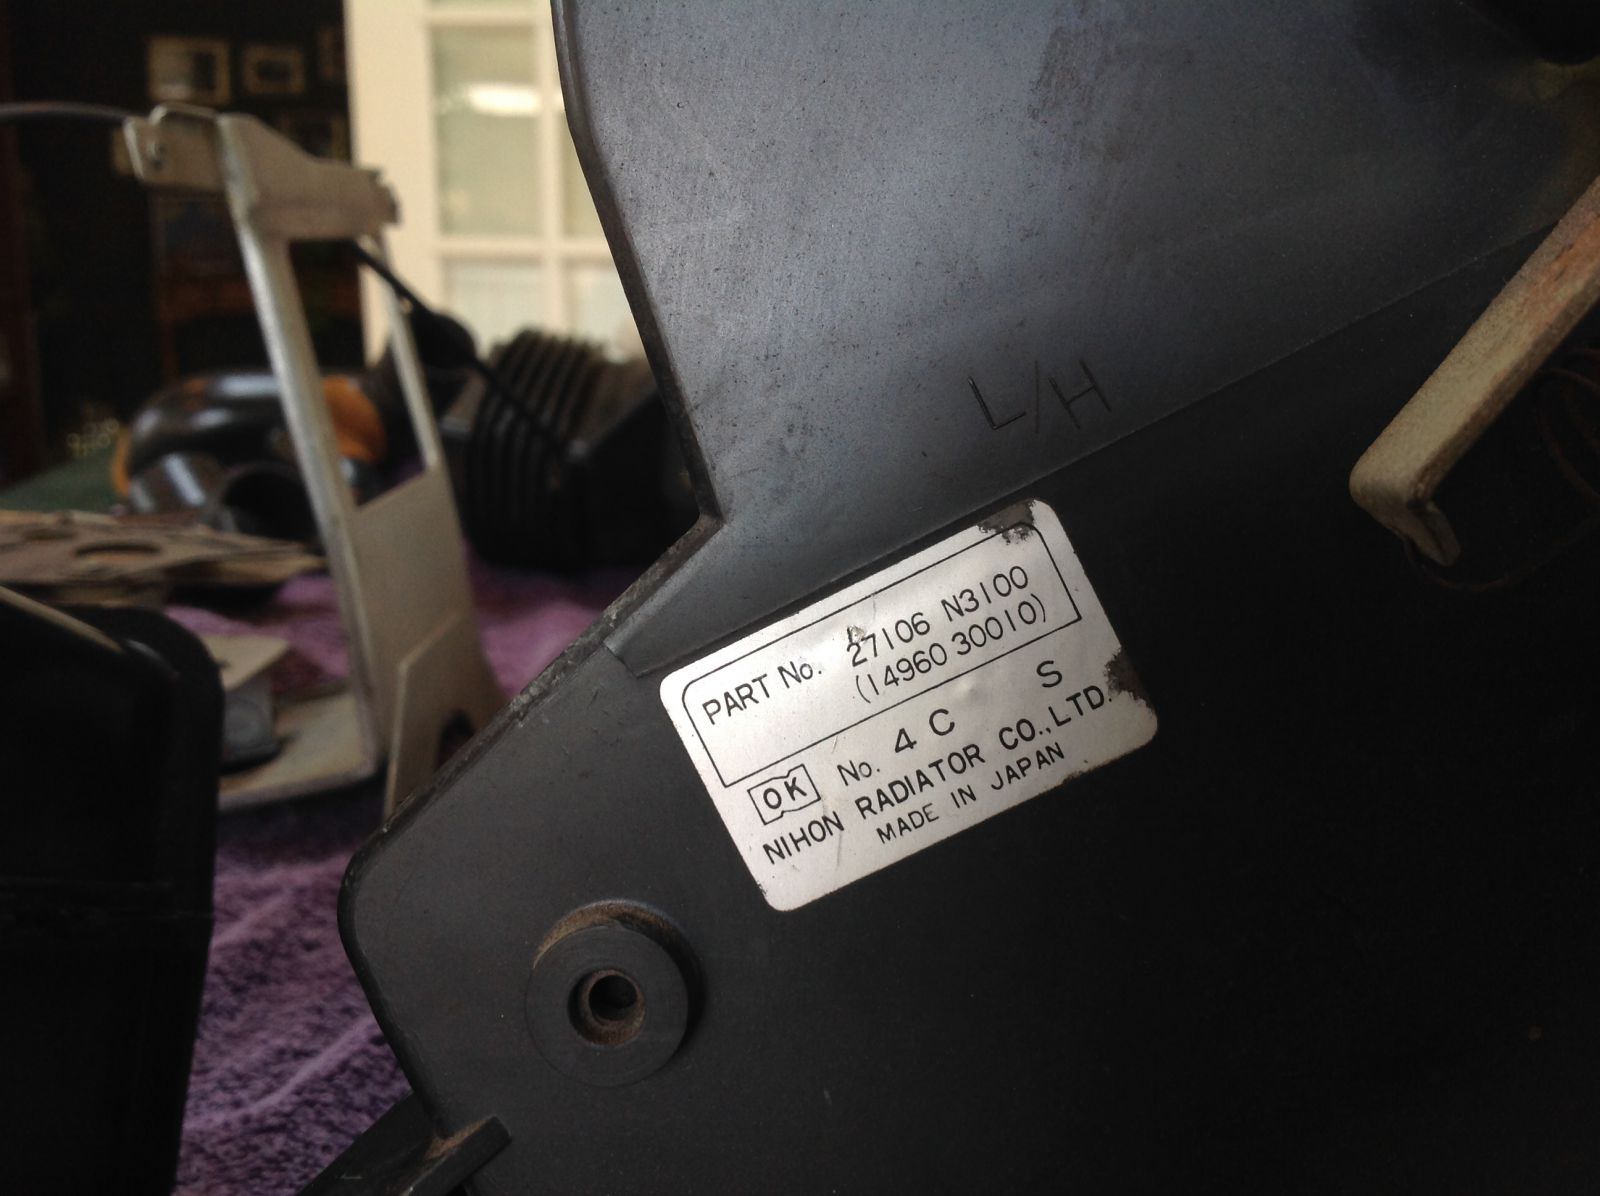 L/H
PART No. 27106 N3100
(14960 30010)
OK No. 4 C S
NIHON RADIATOR CO.,LTD.
MADE IN JAPAN